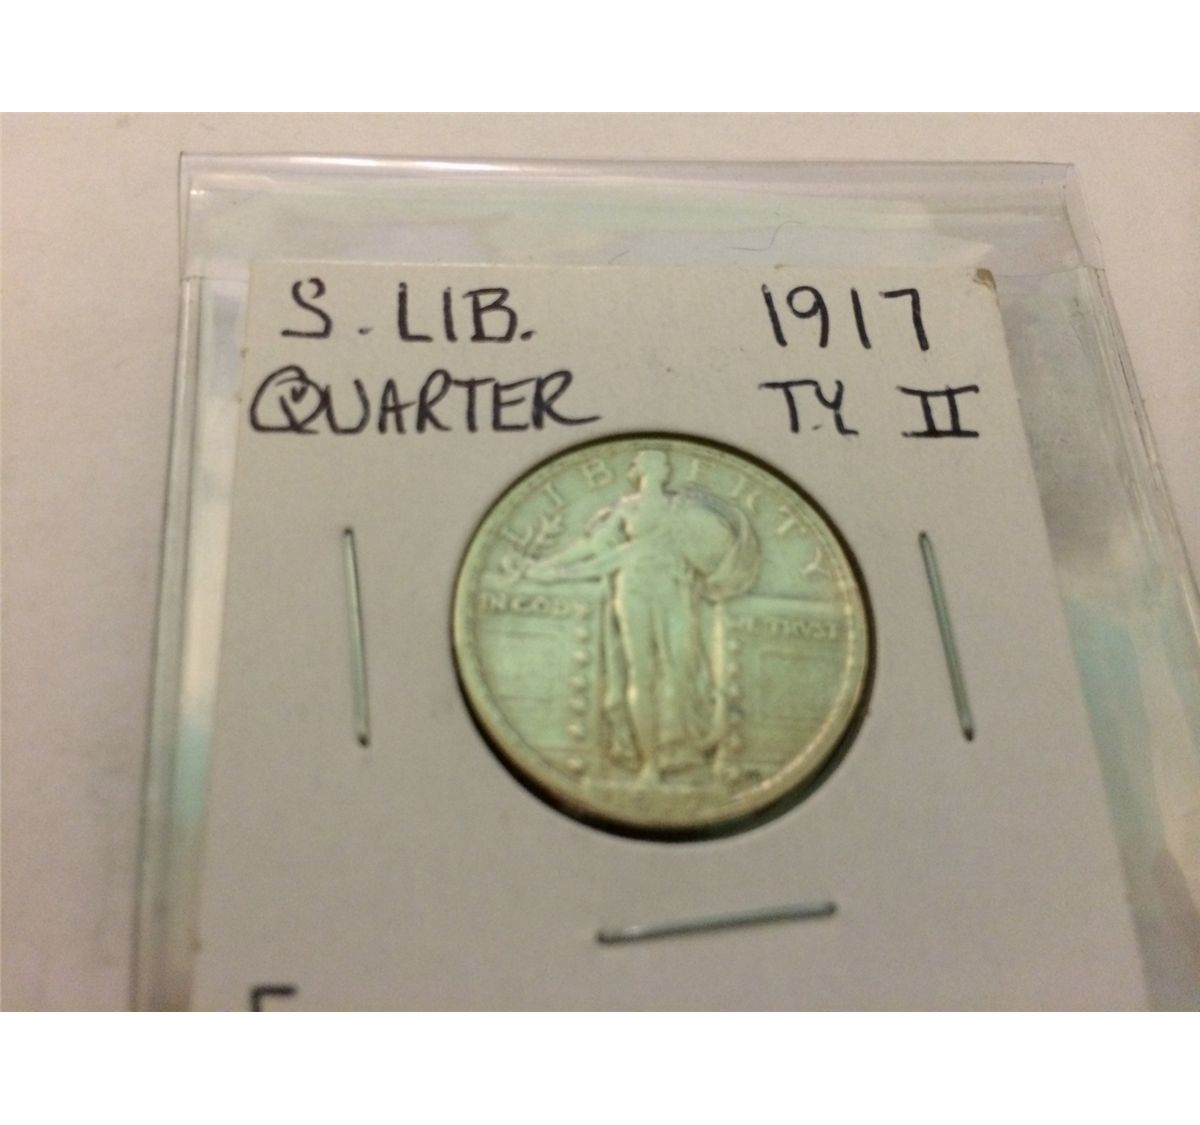 S. LIB. 1917
QUARTER TY II
LIBERTY
IN GOD WE TRUST